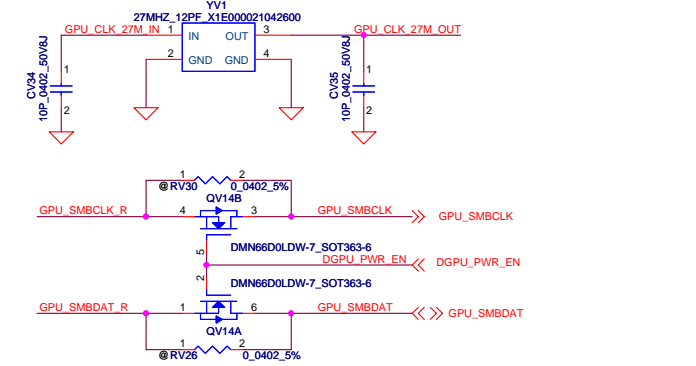 YV1
27MHZ_12PF_X1E000021042600
GPU_CLK_27M_IN 1 IN OUT 3 GPU_CLK_27M_OUT
2 GND GND 4
CV34
10P_0402_50V8J
1
2
CV35
10P_0402_50V8J
1
2
1 2
@RV30 0_0402_5%
QV14B
GPU_SMBCLK_R 4 3 GPU_SMBCLK GPU_SMBCLK
5
DMN66D0LDW-7_SOT363-6
DGPU_PWR_EN DGPU_PWR_EN
2
DMN66D0LDW-7_SOT363-6
GPU_SMBDAT_R 1 6 GPU_SMBDAT GPU_SMBDAT
QV14A
1 2
@RV26 0_0402_5%